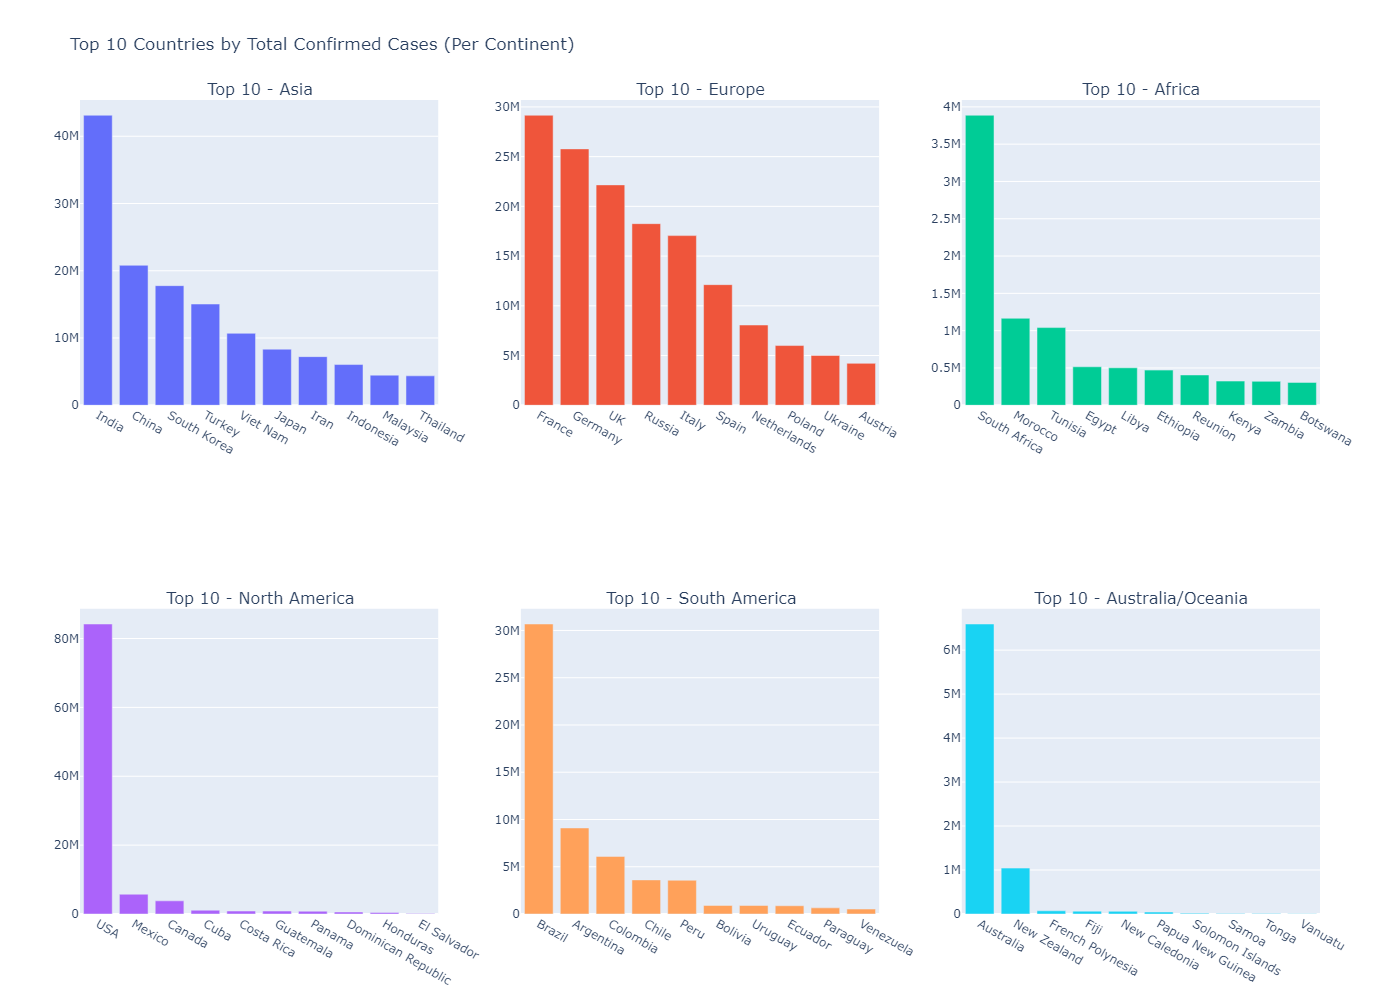 Top 10 Countries by Total Confirmed Cases (Per Continent)
Top 10 - Asia
40M
30M
20M
10M
0
India
China
South Korea
Turkey
Viet Nam
Japan
Iran
Indonesia
Malaysia
Thailand
Top 10 - Europe
30M
25M
20M
15M
10M
5M
0
France
Germany
UK
Russia
Italy
Spain
Netherlands
Poland
Ukraine
Austria
Top 10 - Africa
4M
3.5M
3M
2.5M
2M
1.5M
1M
0.5M
0
South Africa
Morocco
Tunisia
Egypt
Libya
Ethiopia
Reunion
Kenya
Zambia
Botswana
Top 10 - North America
80M
60M
40M
20M
0
USA
Mexico
Canada
Cuba
Costa Rica
Guatemala
Panama
Dominican Republic
Honduras
El Salvador
Top 10 - South America
30M
25M
20M
15M
10M
5M
0
Brazil
Argentina
Colombia
Chile
Peru
Bolivia
Uruguay
Ecuador
Paraguay
Venezuela
Top 10 - Australia/Oceania
6M
5M
4M
3M
2M
1M
0
Australia
New Zealand
French Polynesia
Fiji
New Caledonia
Papua New Guinea
Solomon Islands
Samoa
Tonga
Vanuatu